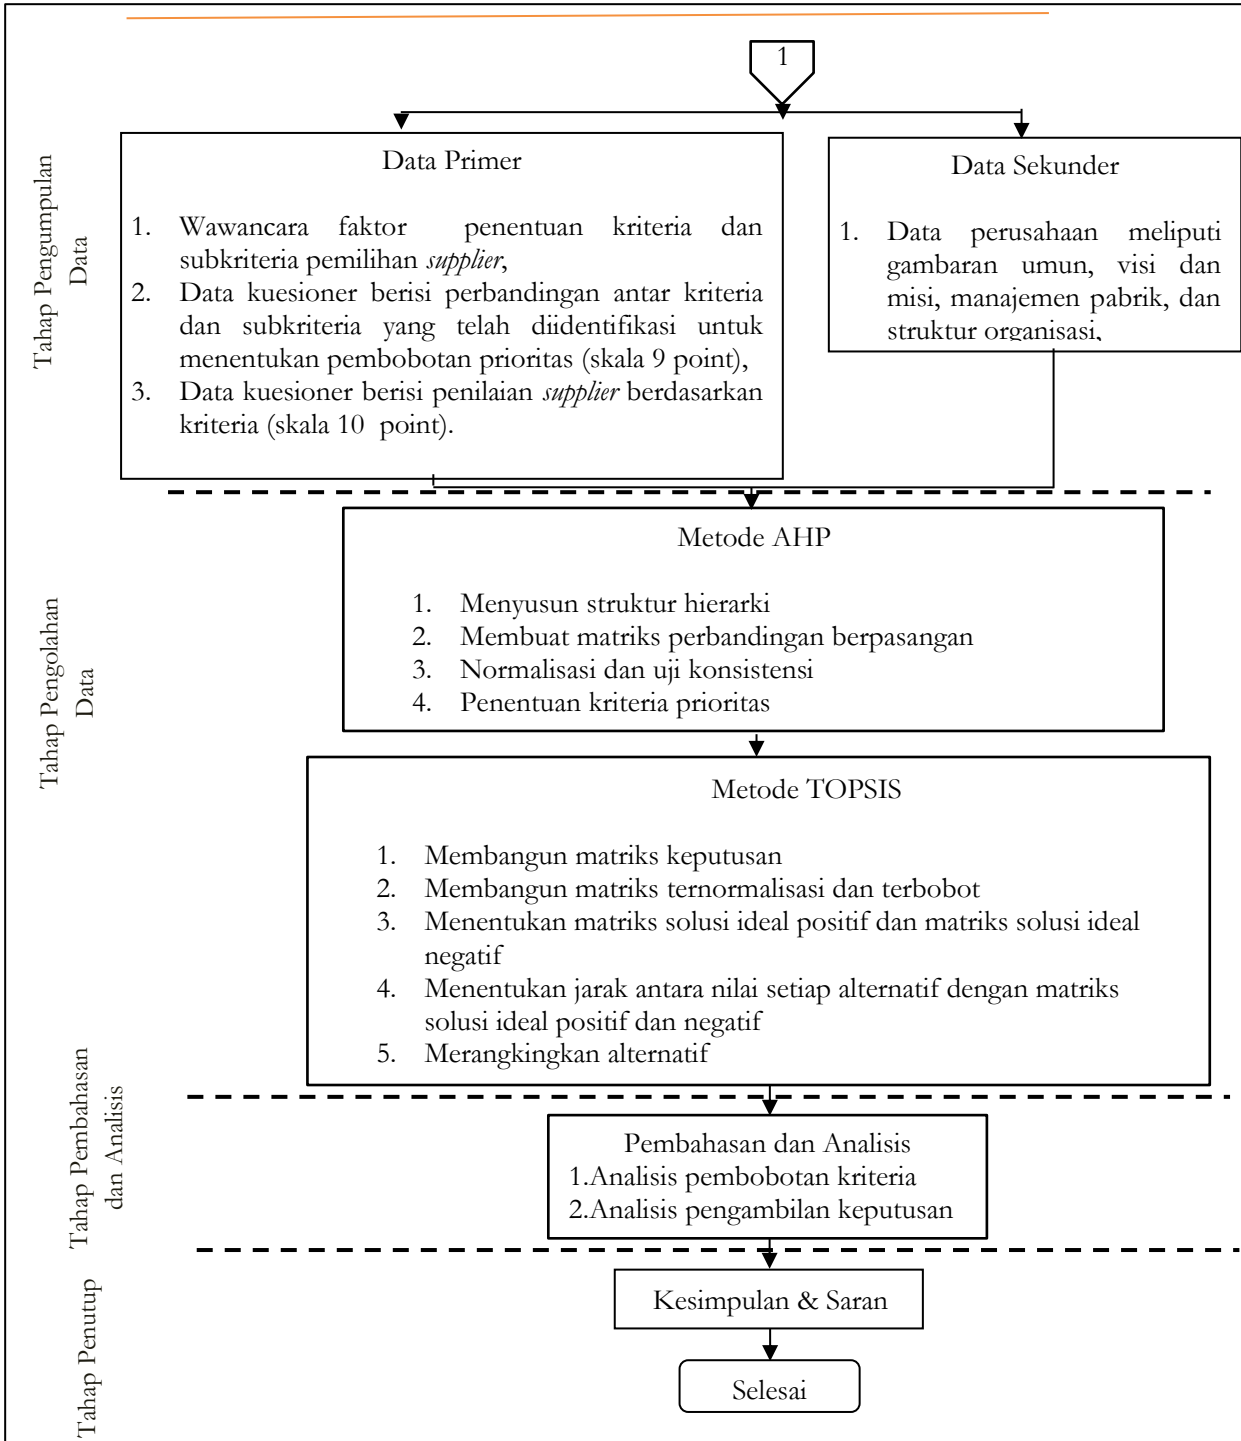 1
Tahap Pengumpulan
Data
Data Primer
1. Wawancara faktor penentuan kriteria dan
subkriteria pemilihan supplier,
2. Data kuesioner berisi perbandingan antar kriteria
dan subkriteria yang telah diidentifikasi untuk
menentukan pembobotan prioritas (skala 9 point),
3. Data kuesioner berisi penilaian supplier berdasarkan
kriteria (skala 10 point).
Data Sekunder
1. Data perusahaan meliputi
gambaran umun, visi dan
misi, manajemen pabrik, dan
struktur organisasi.
Tahap Pengolahan
Data
Metode AHP
1. Menyusun struktur hierarki
2. Membuat matriks perbandingan berpasangan
3. Normalisasi dan uji konsistensi
4. Penentuan kriteria prioritas
Metode TOPSIS
1. Membangun matriks keputusan
2. Membangun matriks ternormalisasi dan terbobot
3. Menentukan matriks solusi ideal positif dan matriks solusi ideal
negatif
4. Menentukan jarak antara nilai setiap alternatif dengan matriks
solusi ideal positif dan negatif
5. Merangkingkan alternatif
Tahap Pembahasan
dan Analisis
Pembahasan dan Analisis
1.Analisis pembobotan kriteria
2.Analisis pengambilan keputusan
Tahap Penutup
Kesimpulan & Saran
Selesai